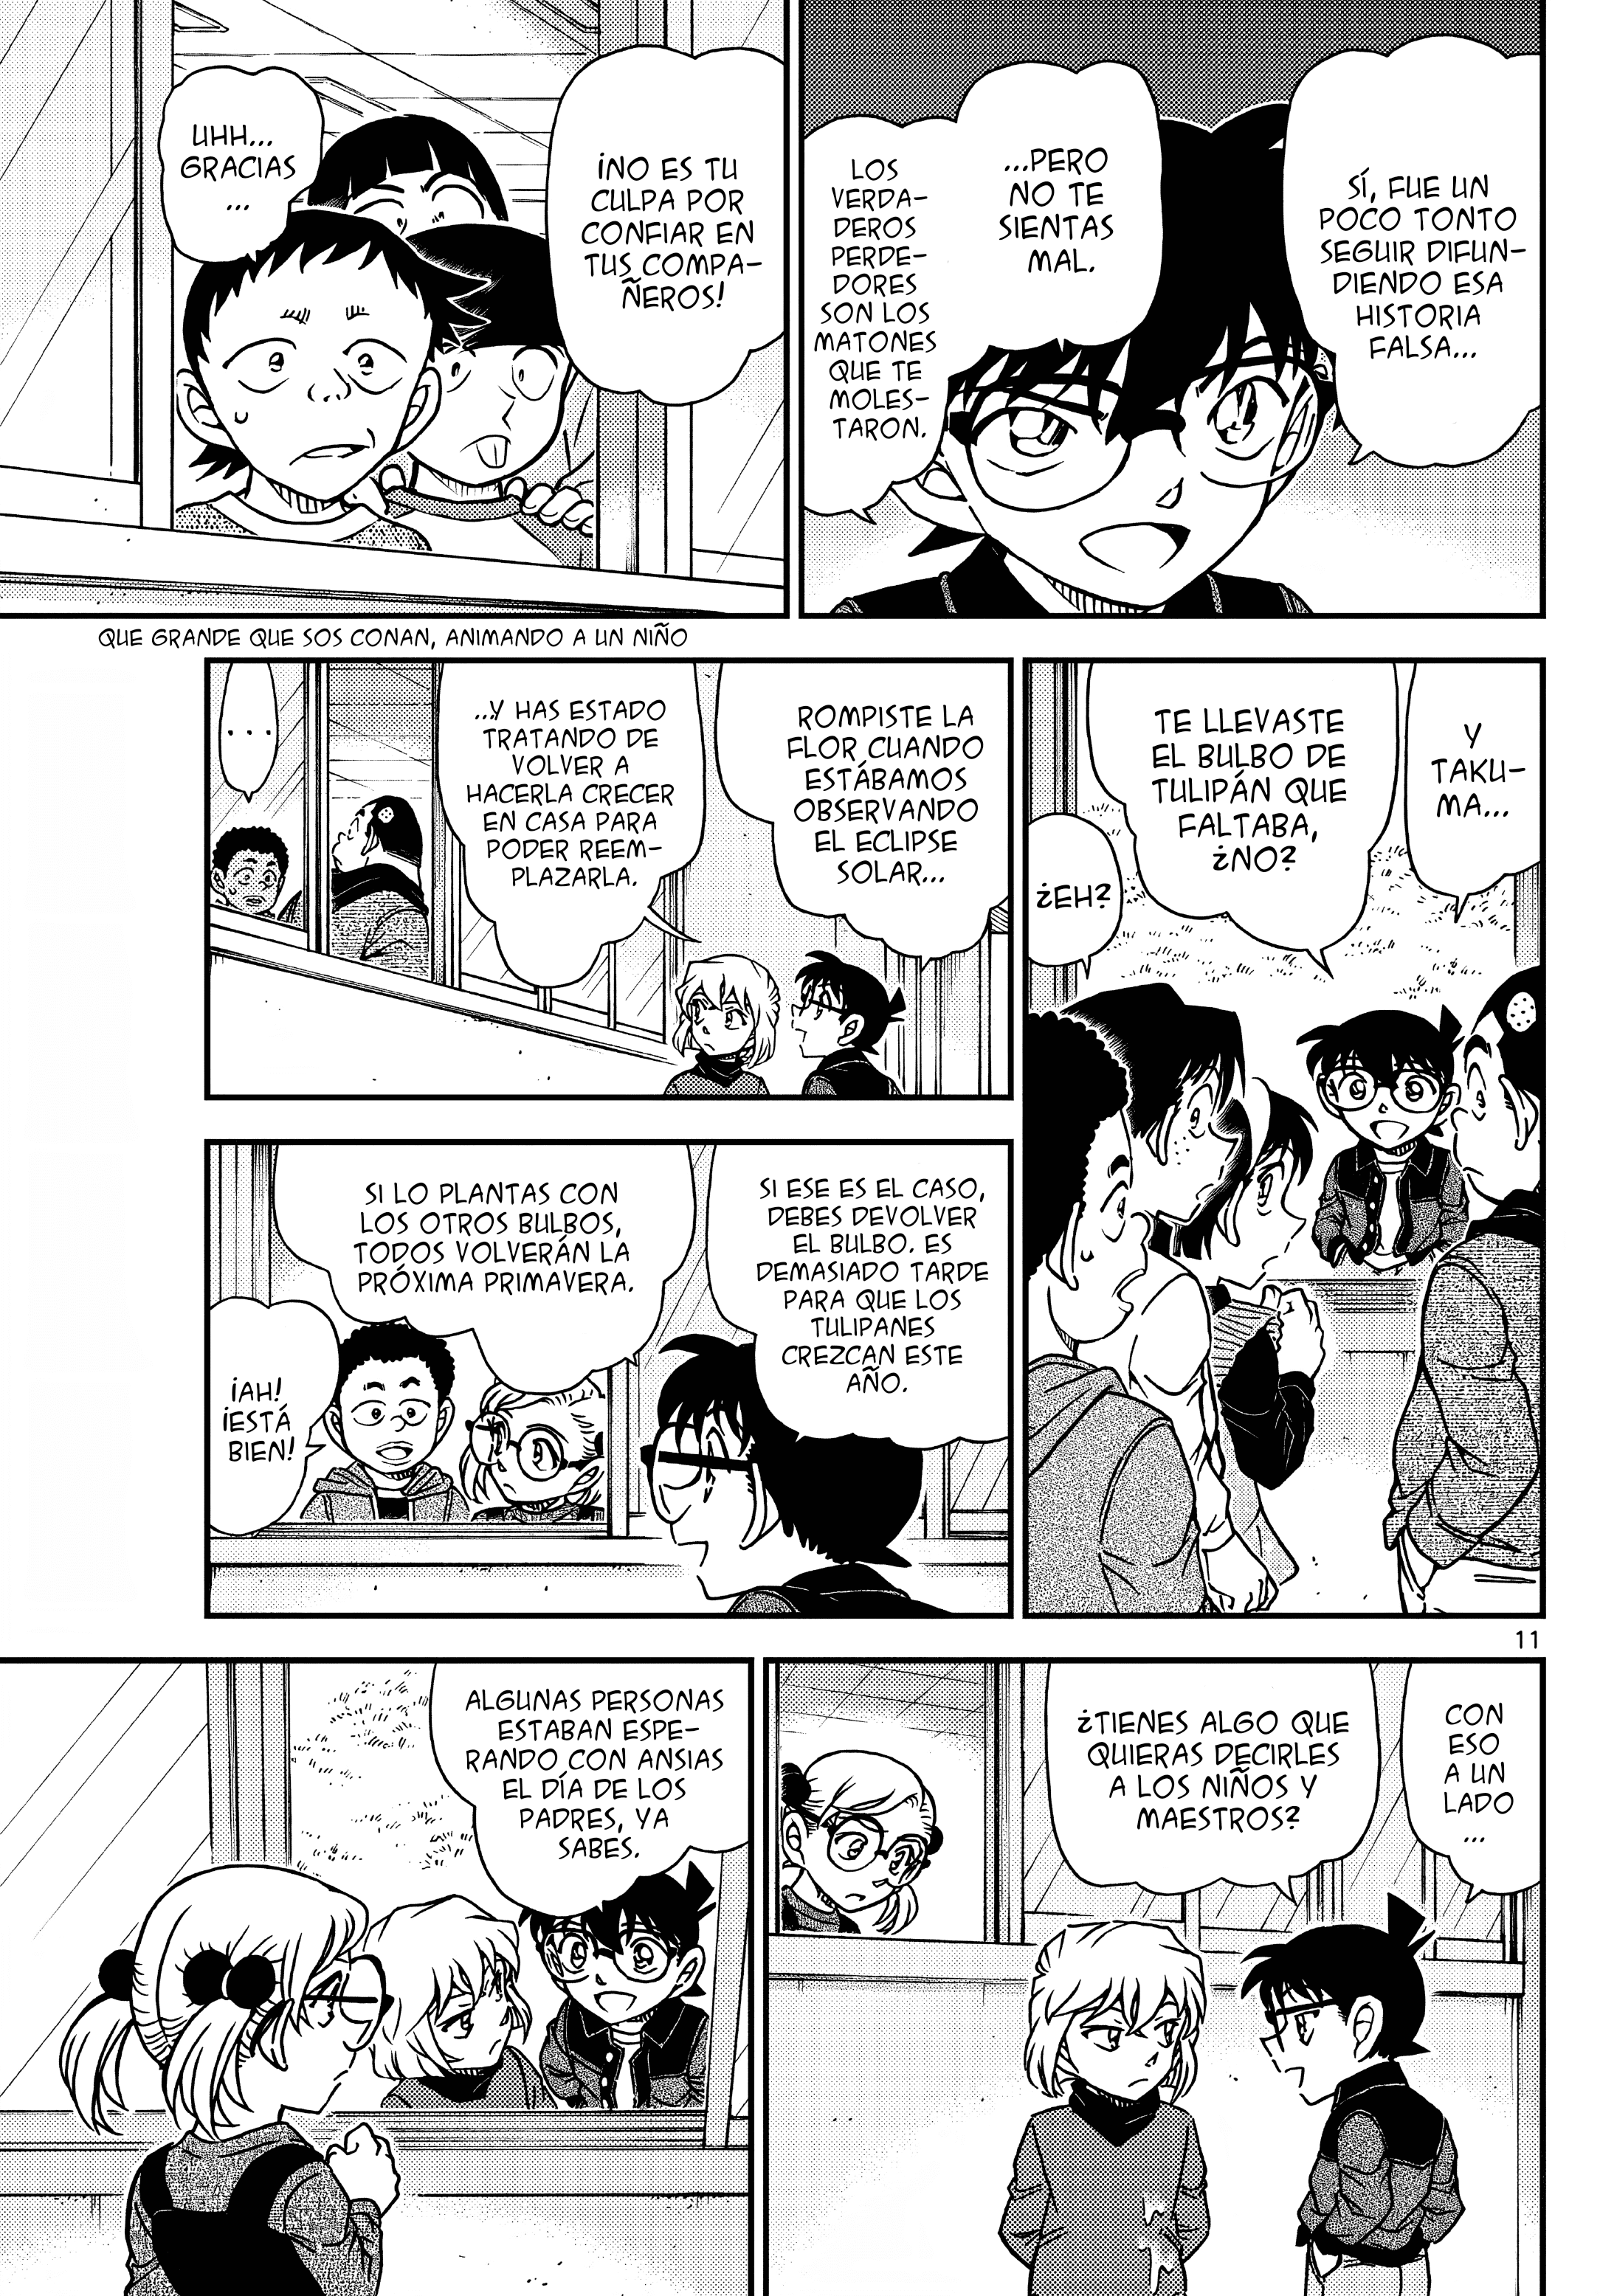 SÍ, FUE UN
POCO TONTO
SEGUIR DIFUN-
DIENDO ESA
HISTORIA
FALSA...
...PERO
NO TE
SIENTAS
MAL.
LOS
VERDA-
DEROS
PERDE-
DORES
SON LOS
MATONES
QUE TE
MOLES-
TARON.
¡NO ES TU
CULPA POR
CONFIAR EN
TUS COMPA-
ÑEROS!
UHH...
GRACIAS
...
QUE GRANDE QUE SOS CONAN, ANIMANDO A UN NIÑO
Y
TAKU-
MA...
TE LLEVASTE
EL BULBO DE
TULIPÁN QUE
FALTABA,
¿NO?
¿EH?
ROMPISTE LA
FLOR CUANDO
ESTÁBAMOS
OBSERVANDO
EL ECLIPSE
SOLAR...
...Y HAS ESTADO
TRATANDO DE
VOLVER A
HACERLA CRECER
EN CASA PARA
PODER REEM-
PLAZARLA.
...
SI ESE ES EL CASO,
DEBES DEVOLVER
EL BULBO. ES
DEMASIADO TARDE
PARA QUE LOS
TULIPANES
CREZCAN ESTE
AÑO.
SI LO PLANTAS CON
LOS OTROS BULBOS,
TODOS VOLVERÁN LA
PRÓXIMA PRIMAVERA.
¡AH!
¡ESTÁ
BIEN!
11
CON
ESO
A UN
LADO
...
¿TIENES ALGO QUE
QUIERAS DECIRLES
A LOS NIÑOS Y
MAESTROS?
ALGUNAS PERSONAS
ESTABAN ESPE-
RANDO CON ANSIAS
EL DÍA DE LOS
PADRES, YA
SABES.